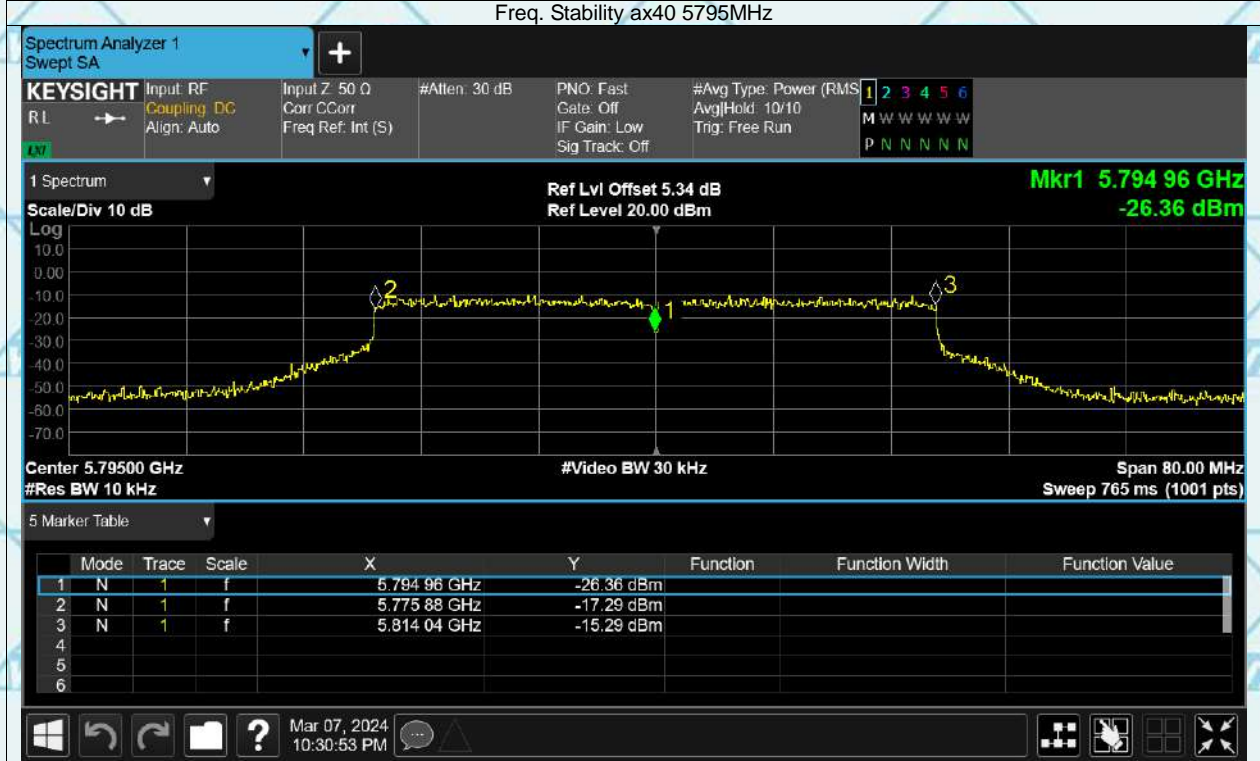 Freq. Stability ax40 5795MHz
Spectrum Analyzer 1
Swept SA
+
KEYSIGHT
R L
LXI
Input: RF
Coupling: DC
Align: Auto
Input Z: 50 Ω
Corr CCorr
Freq Ref: Int (S)
#Atten: 30 dB
PNO: Fast
Gate: Off
IF Gain: Low
Sig Track: Off
#Avg Type: Power (RMS
Avg|Hold: 10/10
Trig: Free Run
1 2 3 4 5 6
M W W W W W
P N N N N N
1 Spectrum
Scale/Div 10 dB
Ref Lvl Offset 5.34 dB
Ref Level 20.00 dBm
Mkr1 5.794 96 GHz
-26.36 dBm
Log
10.0
0.00
-10.0
-20.0
-30.0
-40.0
-50.0
-60.0
-70.0
2
1
3
Center 5.79500 GHz
#Res BW 10 kHz
#Video BW 30 kHz
Span 80.00 MHz
Sweep 765 ms (1001 pts)
5 Marker Table
Mode Trace Scale X Y Function Function Width Function Value
1 N 1 f 5.794 96 GHz -26.36 dBm
2 N 1 f 5.775 88 GHz -17.29 dBm
3 N 1 f 5.814 04 GHz -15.29 dBm
4
5
6
?
Mar 07, 2024
10:30:53 PM